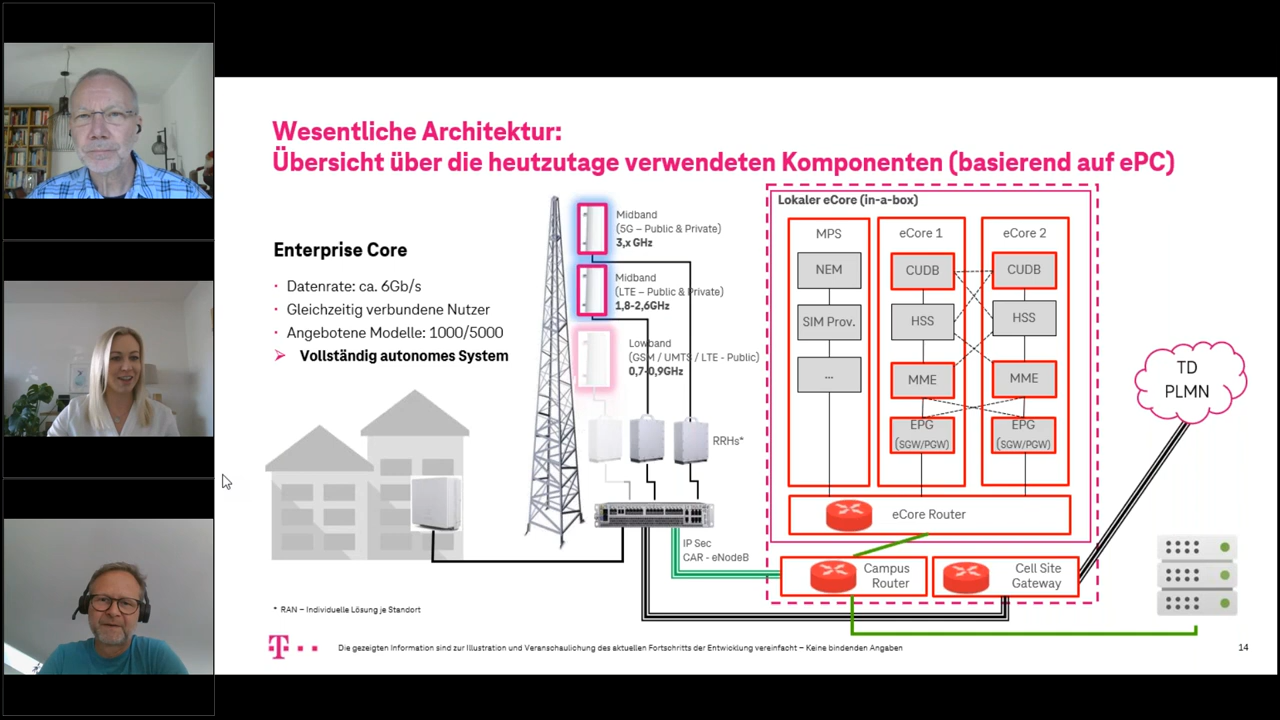 Wesentliche Architektur:
Übersicht über die heutzutage verwendeten Komponenten (basierend auf ePC)
Enterprise Core
· Datenrate: ca. 6Gb/s
· Gleichzeitig verbundene Nutzer
· Angebotene Modelle: 1000/5000
➢ Vollständig autonomes System
Midband
(5G – Public & Private)
3,x GHz
Midband
(LTE – Public & Private)
1,8-2,6GHz
Lowband
(GSM / UMTS / LTE - Public)
0,7-0,9GHz
RRHs*
IP Sec
CAR - eNodeB
Lokaler eCore (in-a-box)
MPS
NEM
SIM Prov.
...
eCore 1
CUDB
HSS
MME
EPG
(SGW/PGW)
eCore 2
CUDB
HSS
MME
EPG
(SGW/PGW)
eCore Router
Campus
Router
Cell Site
Gateway
TD
PLMN
* RAN – Individuelle Lösung je Standort
T
Die gezeigten Information sind zur Illustration und Veranschaulichung des aktuellen Fortschritts der Entwicklung vereinfacht – Keine bindenden Angaben
14